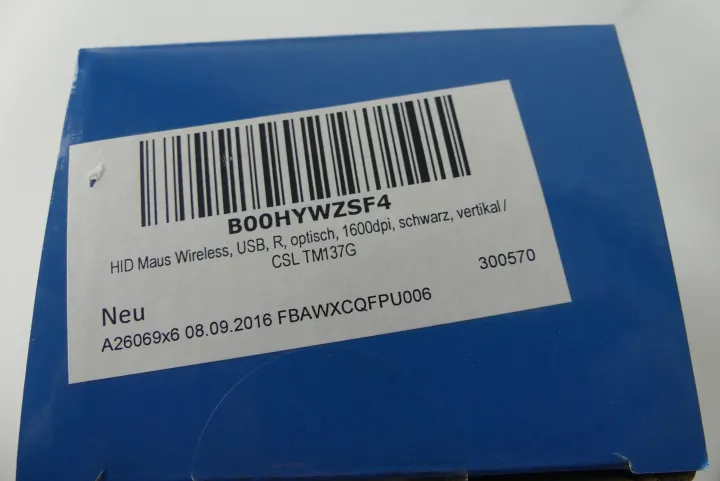 B00HYWZSF4
HID Maus Wireless, USB, R, optisch, 1600dpi, schwarz, vertikal /
CSL TM137G
300570
Neu
A26069x6 08.09.2016 FBAWXCQFPU006